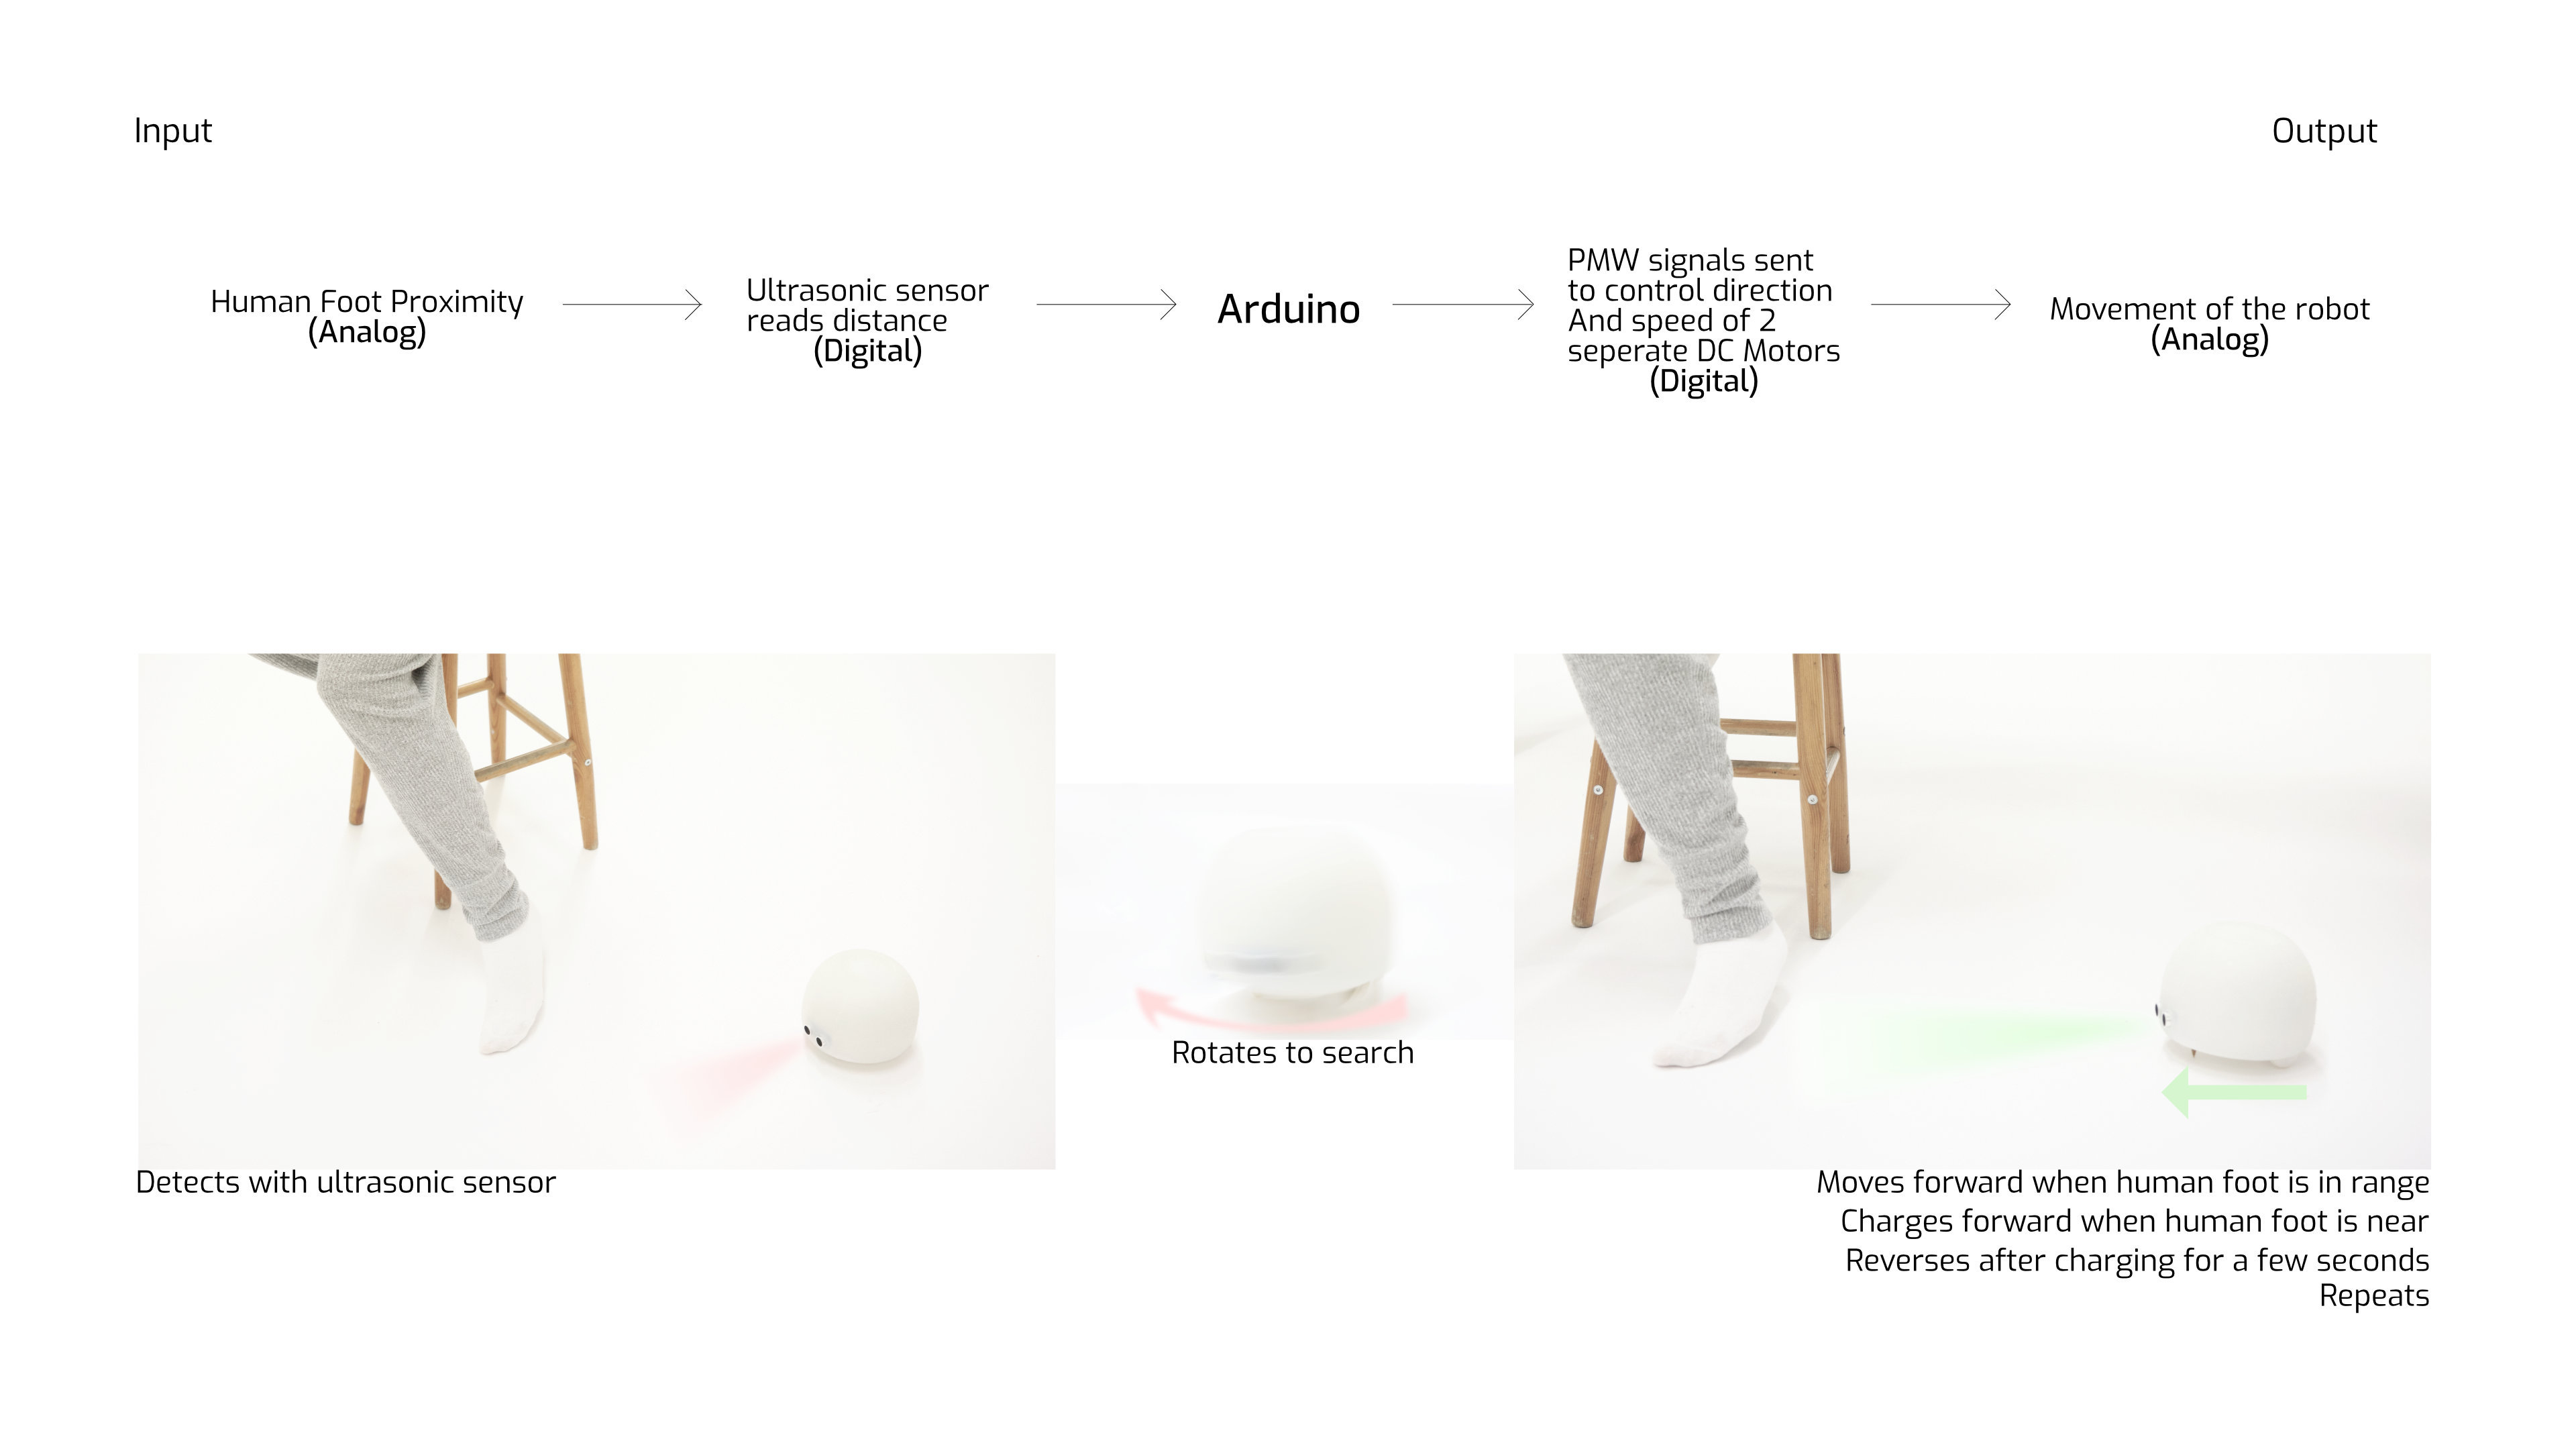 Input
Output
Human Foot Proximity
(Analog)
Ultrasonic sensor
reads distance
(Digital)
Arduino
PMW signals sent
to control direction
And speed of 2
seperate DC Motors
(Digital)
Movement of the robot
(Analog)
Rotates to search
Detects with ultrasonic sensor
Moves forward when human foot is in range
Charges forward when human foot is near
Reverses after charging for a few seconds
Repeats